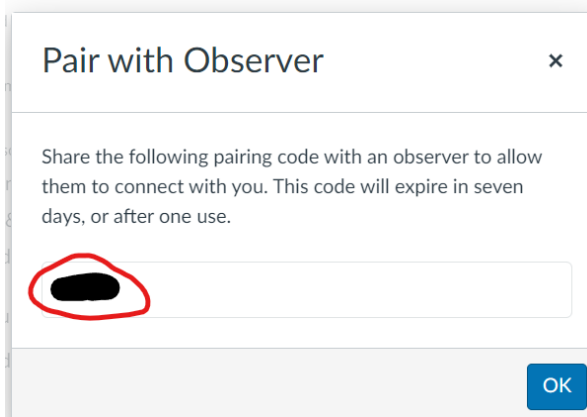 Pair with Observer
×
Share the following pairing code with an observer to allow
them to connect with you. This code will expire in seven
days, or after one use.
OK